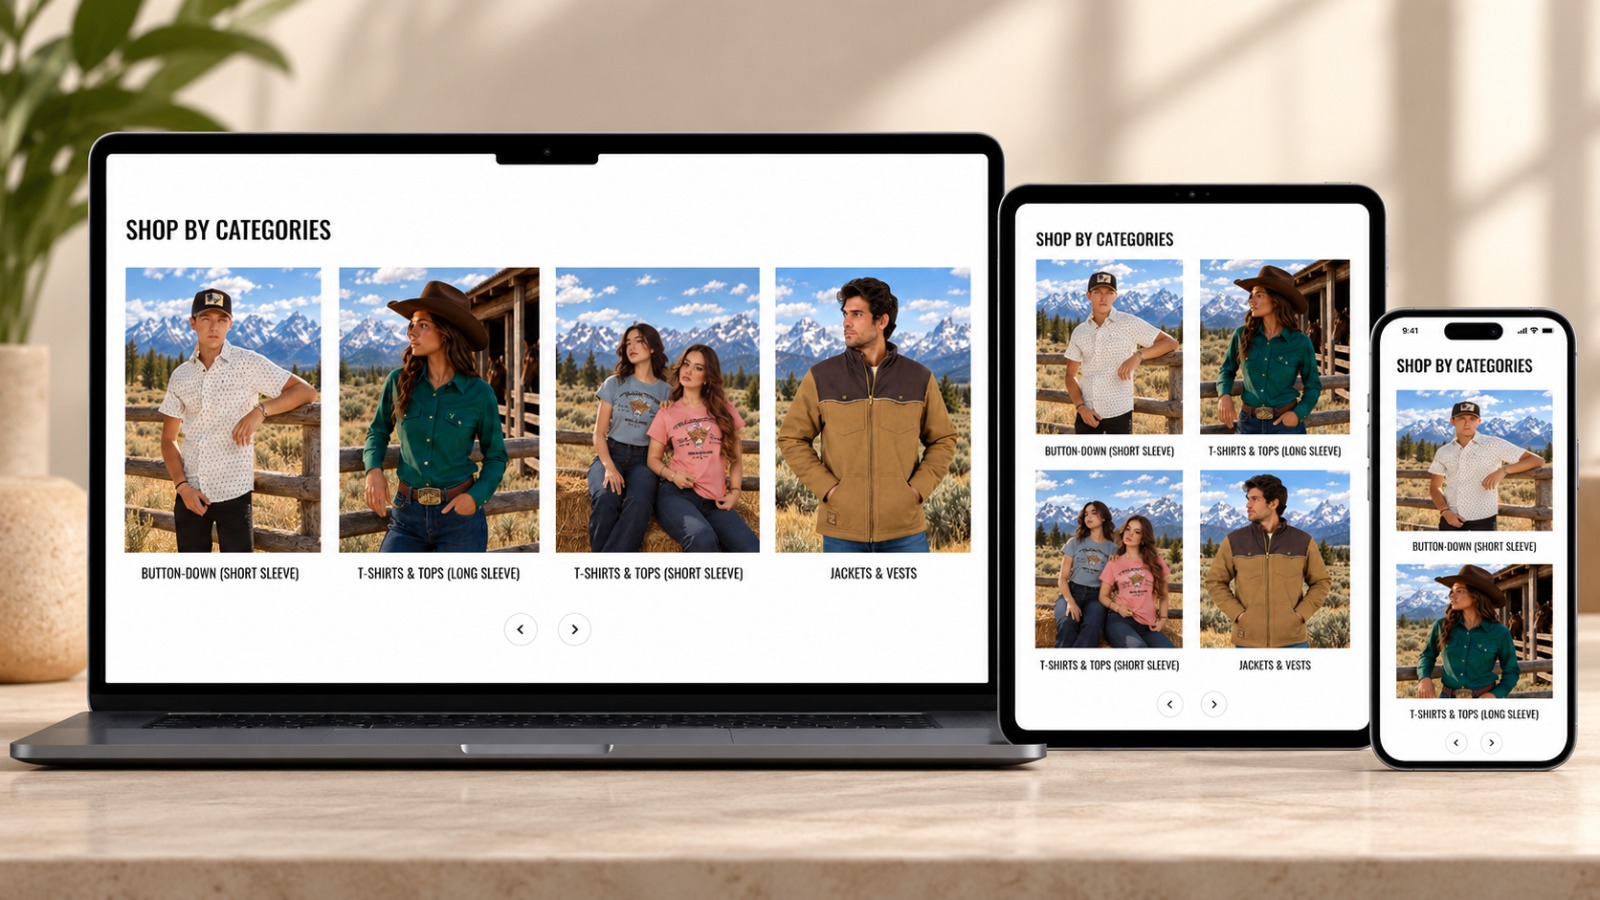 SHOP BY CATEGORIES
BUTTON-DOWN (SHORT SLEEVE)
T-SHIRTS & TOPS (LONG SLEEVE)
T-SHIRTS & TOPS (SHORT SLEEVE)
JACKETS & VESTS
SHOP BY CATEGORIES
BUTTON-DOWN (SHORT SLEEVE)
T-SHIRTS & TOPS (LONG SLEEVE)
T-SHIRTS & TOPS (SHORT SLEEVE)
JACKETS & VESTS
9:41
SHOP BY CATEGORIES
BUTTON-DOWN (SHORT SLEEVE)
T-SHIRTS & TOPS (LONG SLEEVE)